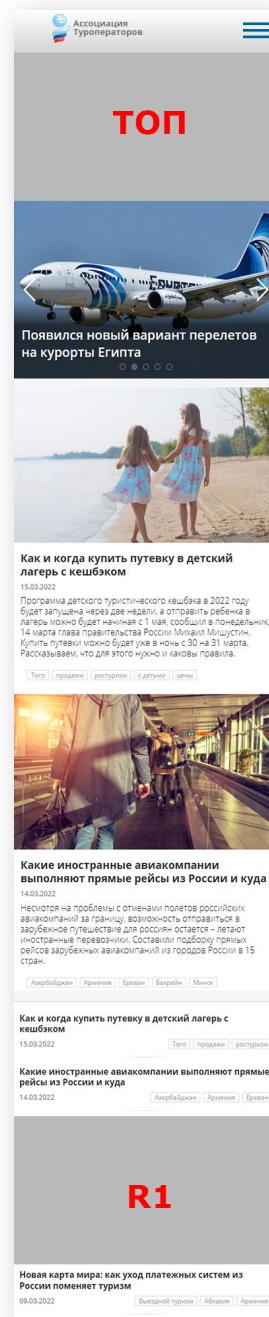 Ассоциация
Туроператоров
ТОП
EGYPTAIR
Появился новый вариант перелетов
на курорты Египта
Как и когда купить путевку в детский
лагерь с кешбэком
15.03.2022
Программа детского туристического кешбэка в 2022 году
будет запущена через две недели, а отправить ребенка в
лагерь можно будет начиная с 1 мая, сообщил в понедельник,
14 марта глава правительства России Михаил Мишустин.
Купить путевки можно будет уже в ночь с 30 на 31 марта.
Рассказываем, что для этого нужно и каковы правила.
Того продажи ростуризм с детьми цены
Какие иностранные авиакомпании
выполняют прямые рейсы из России и куда
14.03.2022
Несмотря на проблемы с отменами полетов российских
авиакомпаний за границу, возможность отправиться в
зарубежное путешествие для россиян остается – летают
иностранные перевозчики. Составили подборку прямых
рейсов зарубежных авиакомпаний из городов России в 15
стран.
Азербайджан Армения Ереван Бахрейн Минск
Как и когда купить путевку в детский лагерь с
кешбэком
15.03.2022 Того продажи ростуризм
Какие иностранные авиакомпании выполняют прямые
рейсы из России и куда
14.03.2022 Азербайджан Армения Ереван
R1
Новая карта мира: как уход платежных систем из
России поменяет туризм
09.03.2022 Выездной туризм Абхазия Армения